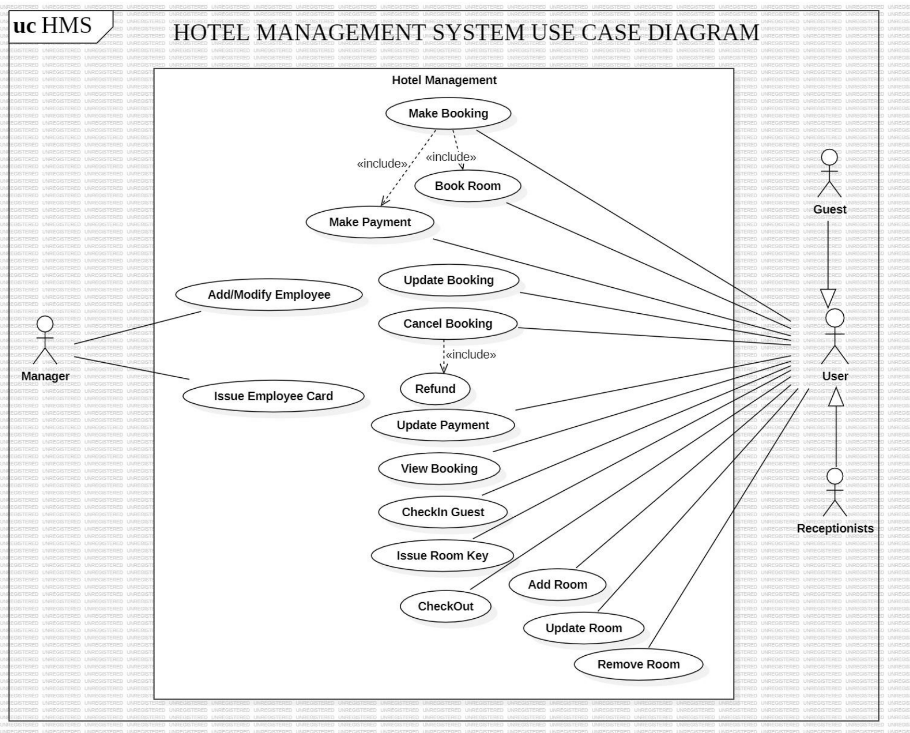 uc HMS
HOTEL MANAGEMENT SYSTEM USE CASE DIAGRAM
Hotel Management
Make Booking
«include»
«include»
Book Room
Make Payment
Guest
Update Booking
Add/Modify Employee
Cancel Booking
«include»
Manager
User
Refund
Issue Employee Card
Update Payment
View Booking
CheckIn Guest
Receptionists
Issue Room Key
Add Room
CheckOut
Update Room
Remove Room
UNREGISTERED